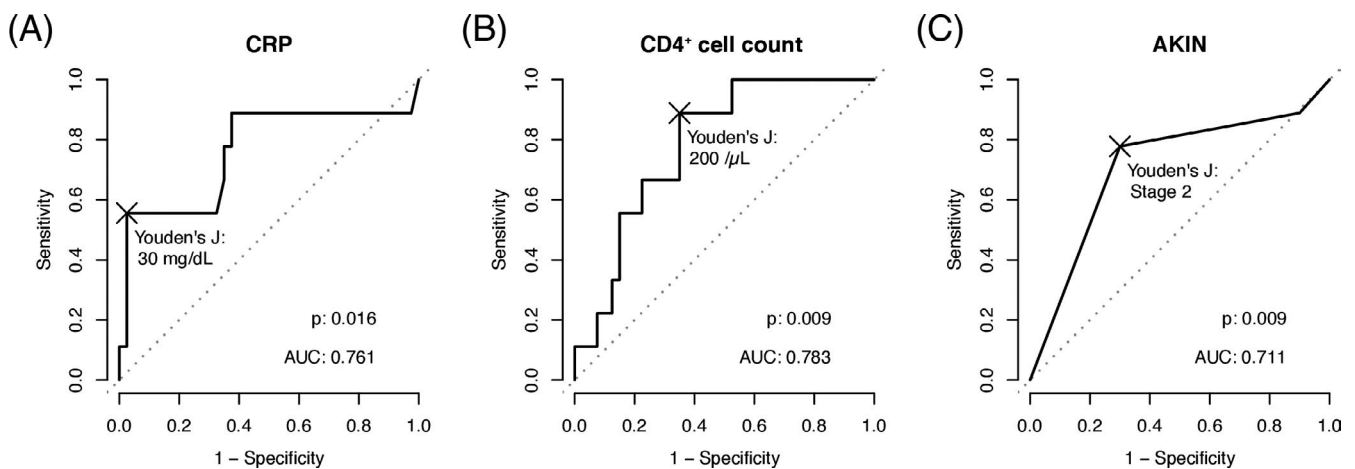 (A)
CRP
Sensitivity
1.0
0.8
0.6
0.4
0.2
0.0
Youden's J:
30 mg/dL
p: 0.016
AUC: 0.761
0.0 0.2 0.4 0.6 0.8 1.0
1 – Specificity
(B)
CD4⁺ cell count
Sensitivity
1.0
0.8
0.6
0.4
0.2
0.0
Youden's J:
200 /µL
p: 0.009
AUC: 0.783
0.0 0.2 0.4 0.6 0.8 1.0
1 – Specificity
(C)
AKIN
Sensitivity
1.0
0.8
0.6
0.4
0.2
0.0
Youden's J:
Stage 2
p: 0.009
AUC: 0.711
0.0 0.2 0.4 0.6 0.8 1.0
1 – Specificity